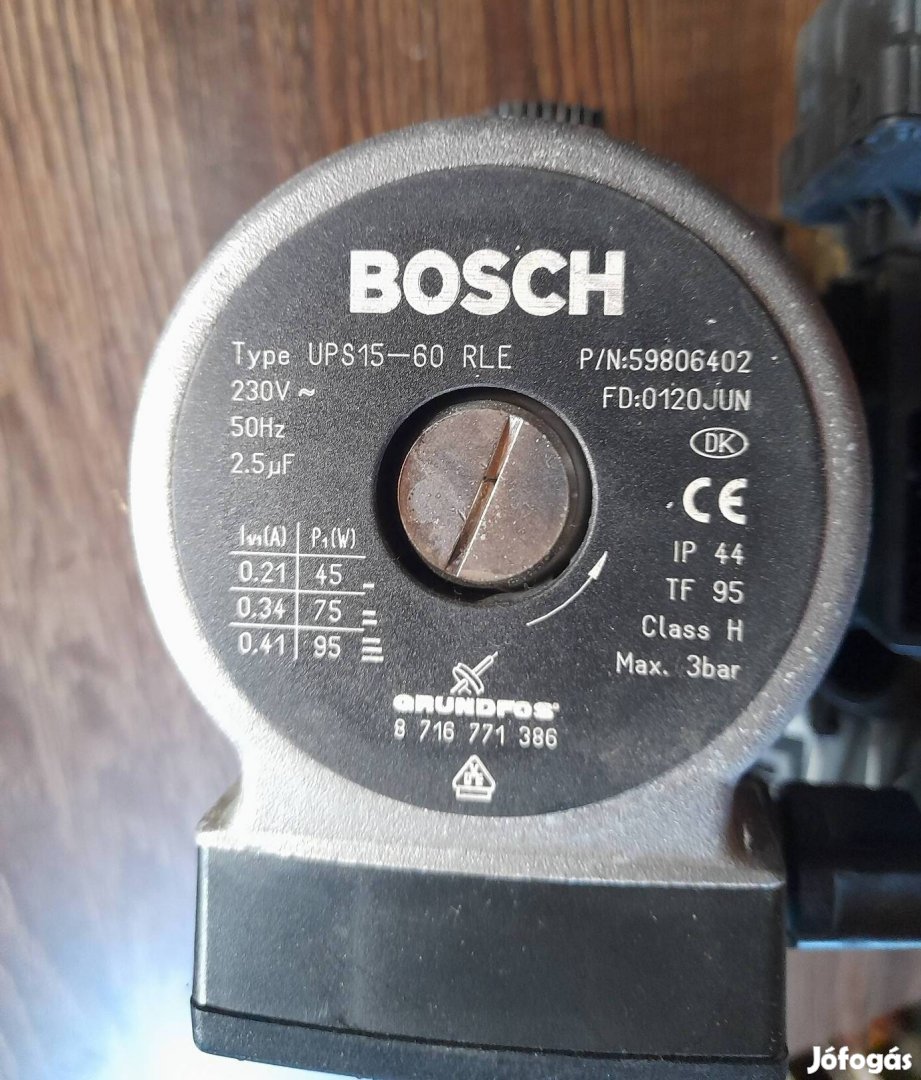 BOSCH
Type UPS15-60 RLE P/N:59806402
230V ~ FD:0120JUN
50Hz DK
2.5µF CE
I1/1(A) P1(W) IP 44
0.21 45 TF 95
0.34 75 Class H
0.41 95 Max. 3bar
GRUNDFOS
8 716 771 386
Jófogás